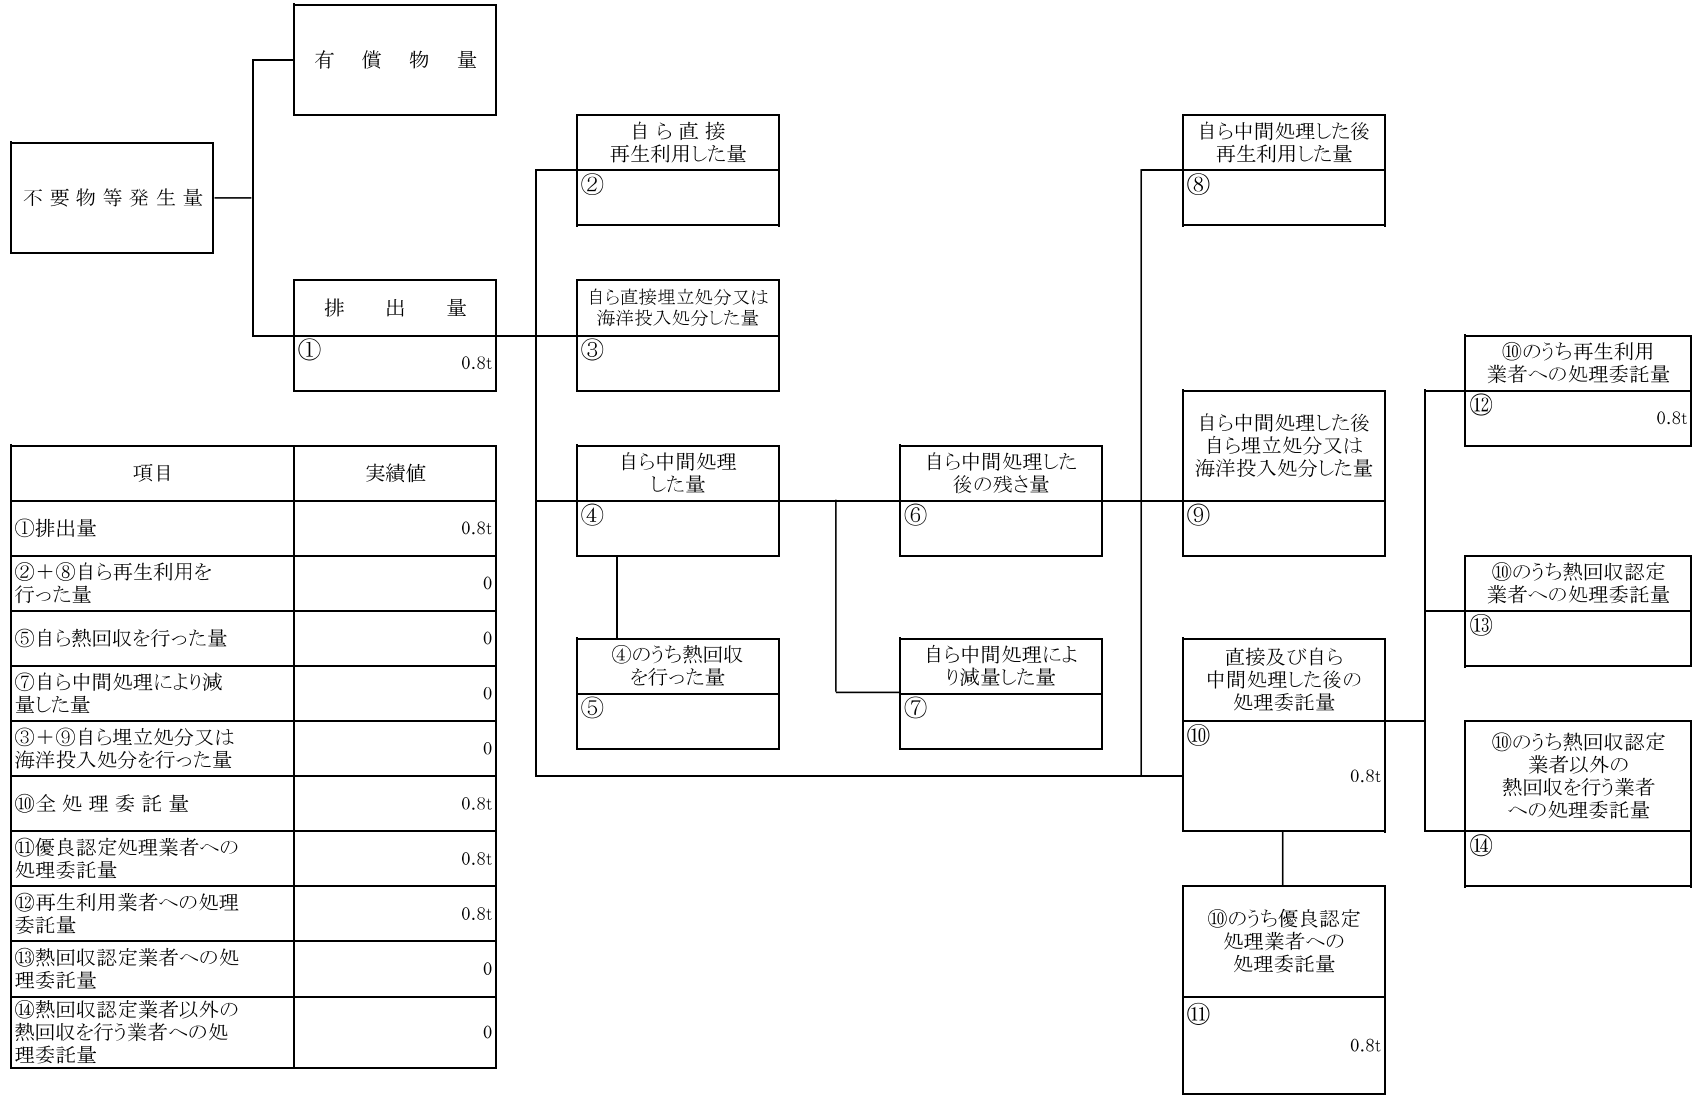 有償物量
不要物等発生量
排出量
①
0.8t
自ら直接
再生利用した量
②
自ら直接埋立処分又は
海洋投入処分した量
③
自ら中間処理
した量
④
④のうち熱回収
を行った量
⑤
自ら中間処理した
後の残さ量
⑥
自ら中間処理によ
り減量した量
⑦
自ら中間処理した後
再生利用した量
⑧
自ら中間処理した後
自ら埋立処分又は
海洋投入処分した量
⑨
直接及び自ら
中間処理した後の
処理委託量
⑩
0.8t
⑩のうち優良認定
処理業者への
処理委託量
⑪
0.8t
⑩のうち再生利用
業者への処理委託量
⑫
0.8t
⑩のうち熱回収認定
業者への処理委託量
⑬
⑩のうち熱回収認定
業者以外の
熱回収を行う業者
への処理委託量
⑭
項目 実績値
①排出量 0.8t
②＋⑧自ら再生利用を
行った量 0
⑤自ら熱回収を行った量 0
⑦自ら中間処理により減
量した量 0
③＋⑨自ら埋立処分又は
海洋投入処分を行った量 0
⑩全処理委託量 0.8t
⑪優良認定処理業者への
処理委託量 0.8t
⑫再生利用業者への処理
委託量 0.8t
⑬熱回収認定業者への処
理委託量 0
⑭熱回収認定業者以外の
熱回収を行う業者への処
理委託量 0